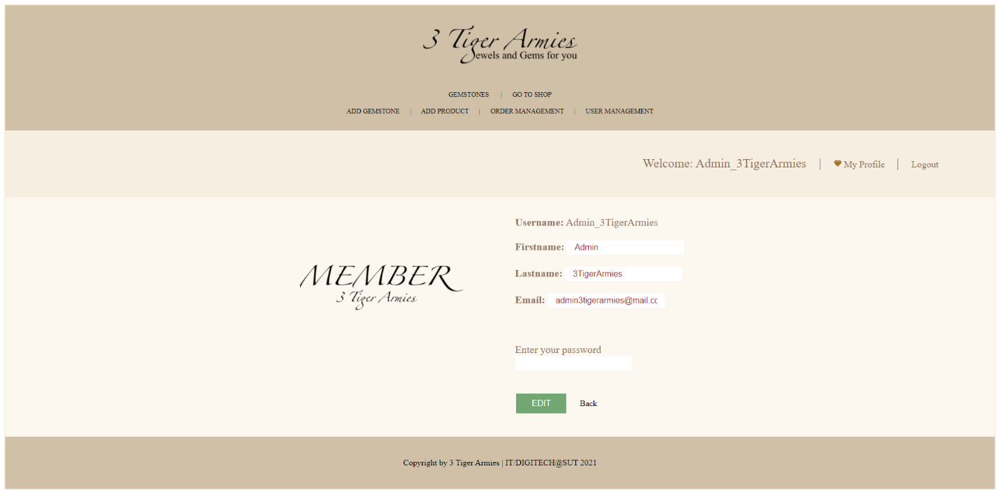 3 Tiger Armies
Jewels and Gems for you
GEMSTONES | GO TO SHOP
ADD GEMSTONE | ADD PRODUCT | ORDER MANAGEMENT | USER MANAGEMENT
Welcome: Admin_3TigerArmies | My Profile | Logout
MEMBER
3 Tiger Armies
Username: Admin_3TigerArmies
Firstname: Admin
Lastname: 3TigerArmies
Email: admin3tigerarmies@mail.cc
Enter your password
EDIT Back
Copyright by 3 Tiger Armies | IT/DIGITECH@SUT 2021